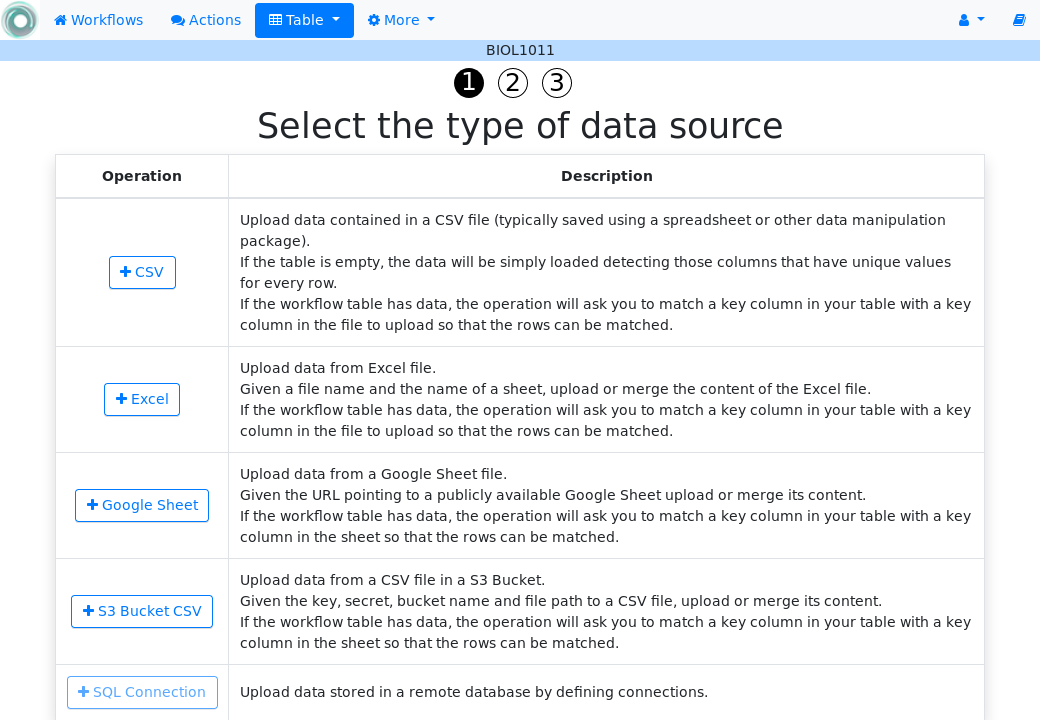 Workflows Actions Table More
BIOL1011
1 2 3
Select the type of data source
Operation Description
CSV
Upload data contained in a CSV file (typically saved using a spreadsheet or other data manipulation
package).
If the table is empty, the data will be simply loaded detecting those columns that have unique values
for every row.
If the workflow table has data, the operation will ask you to match a key column in your table with a key
column in the file to upload so that the rows can be matched.
Excel
Upload data from Excel file.
Given a file name and the name of a sheet, upload or merge the content of the Excel file.
If the workflow table has data, the operation will ask you to match a key column in your table with a key
column in the file to upload so that the rows can be matched.
Google Sheet
Upload data from a Google Sheet file.
Given the URL pointing to a publicly available Google Sheet upload or merge its content.
If the workflow table has data, the operation will ask you to match a key column in your table with a key
column in the sheet so that the rows can be matched.
S3 Bucket CSV
Upload data from a CSV file in a S3 Bucket.
Given the key, secret, bucket name and file path to a CSV file, upload or merge its content.
If the workflow table has data, the operation will ask you to match a key column in your table with a key
column in the sheet so that the rows can be matched.
SQL Connection
Upload data stored in a remote database by defining connections.